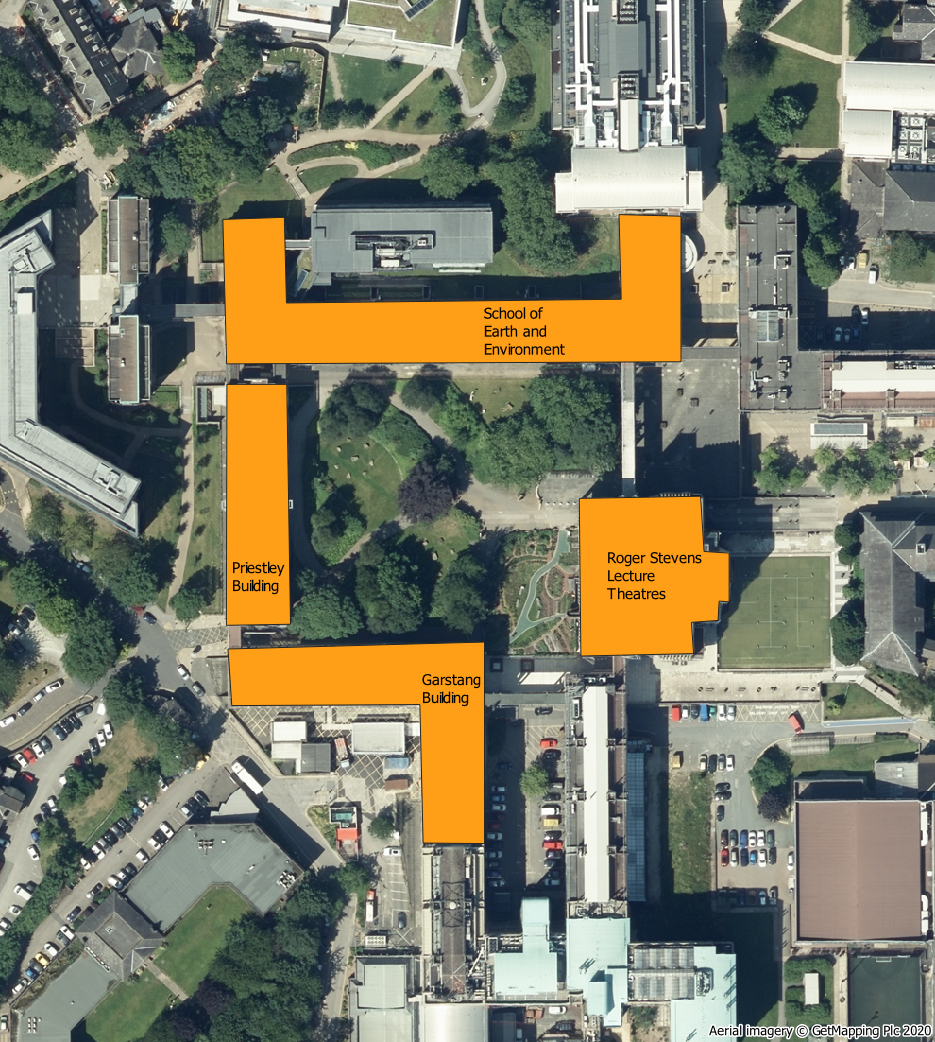 School of
Earth and
Environment
Roger Stevens
Lecture
Theatres
Priestley
Building
Garstang
Building
Aerial imagery © GetMapping Plc 2020